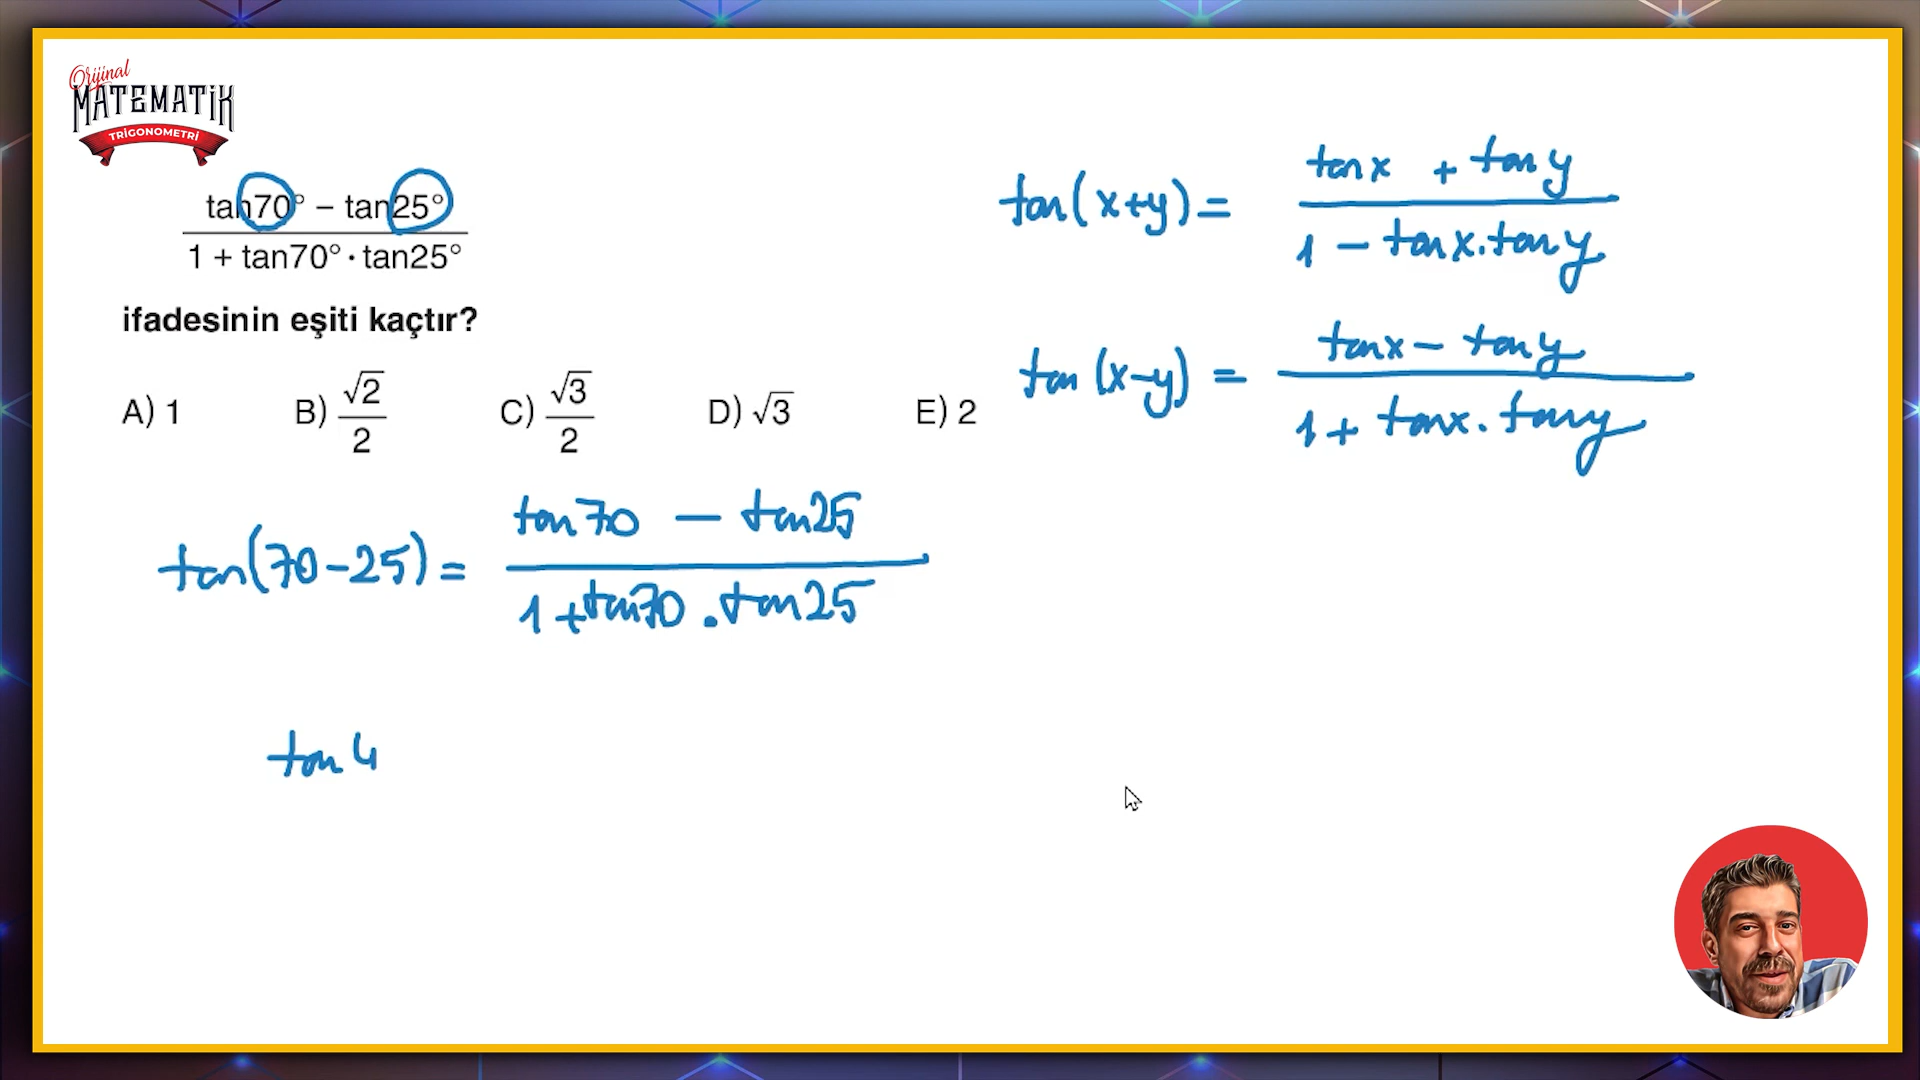 Orijinal
MATEMATİK
TRİGONOMETRİ
tan70° – tan25°
1 + tan70° · tan25°
ifadesinin eşiti kaçtır?
A) 1 B) √2/2 C) √3/2 D) √3 E) 2
tan(x+y) = tanx + tany
1 – tanx.tany
tan(x–y) = tanx – tany
1 + tanx.tany
tan(70–25) = tan70 – tan25
1 + tan70 . tan25
tan 4